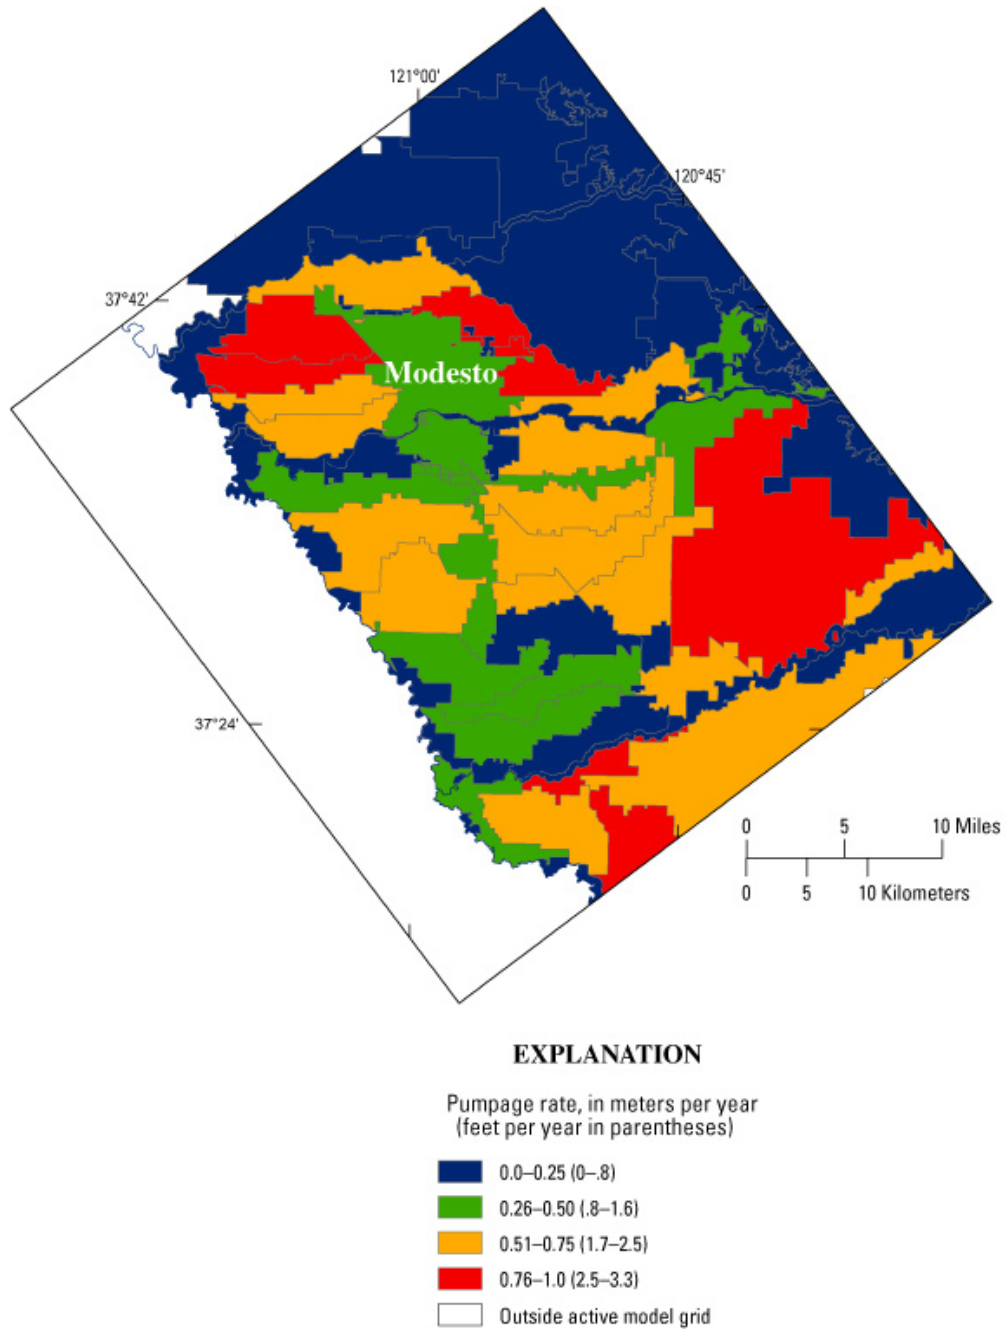 121°00'
120°45'
37°42'
Modesto
37°24'
0 5 10 Miles
0 5 10 Kilometers
EXPLANATION
Pumpage rate, in meters per year
(feet per year in parentheses)
0.0–0.25 (0–.8)
0.26–0.50 (.8–1.6)
0.51–0.75 (1.7–2.5)
0.76–1.0 (2.5–3.3)
Outside active model grid